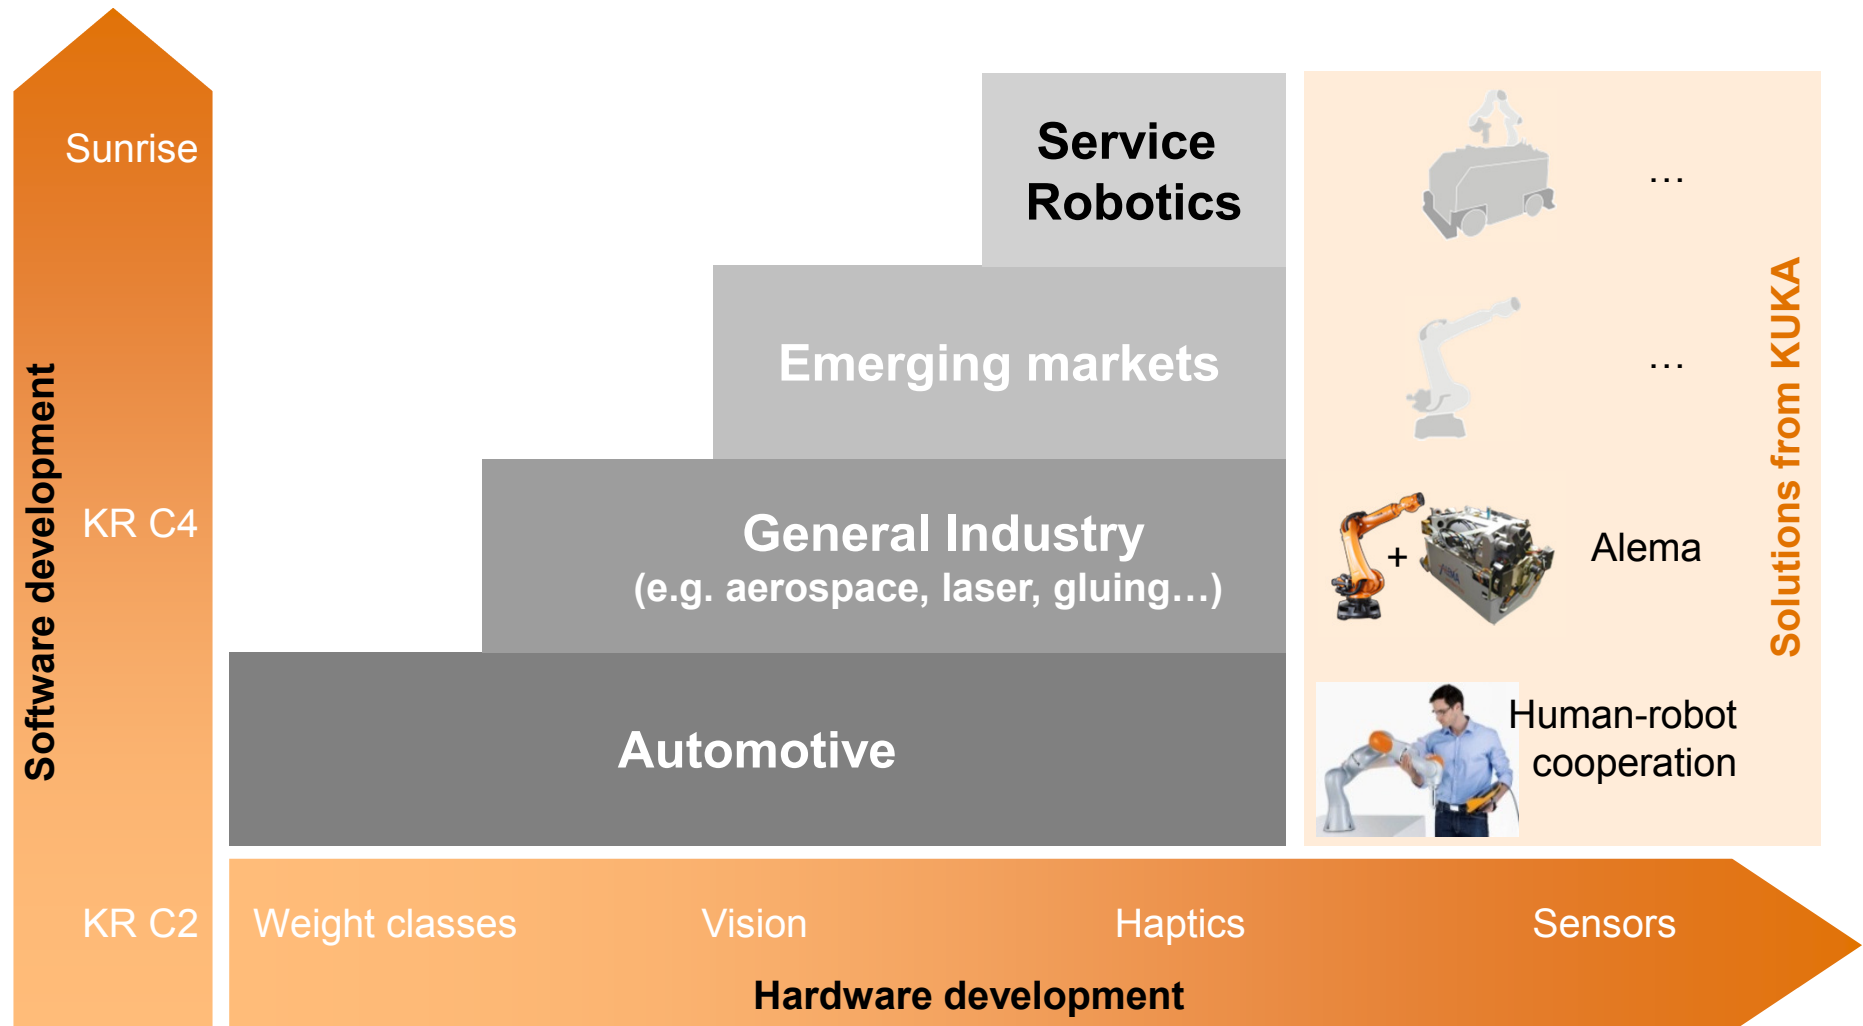 Sunrise
KR C4
KR C2
Software development
Service
Robotics
Emerging markets
General Industry
(e.g. aerospace, laser, gluing…)
Automotive
…
…
+
ALEMA
Alema
Human-robot
cooperation
Solutions from KUKA
Weight classes
Vision
Haptics
Sensors
Hardware development